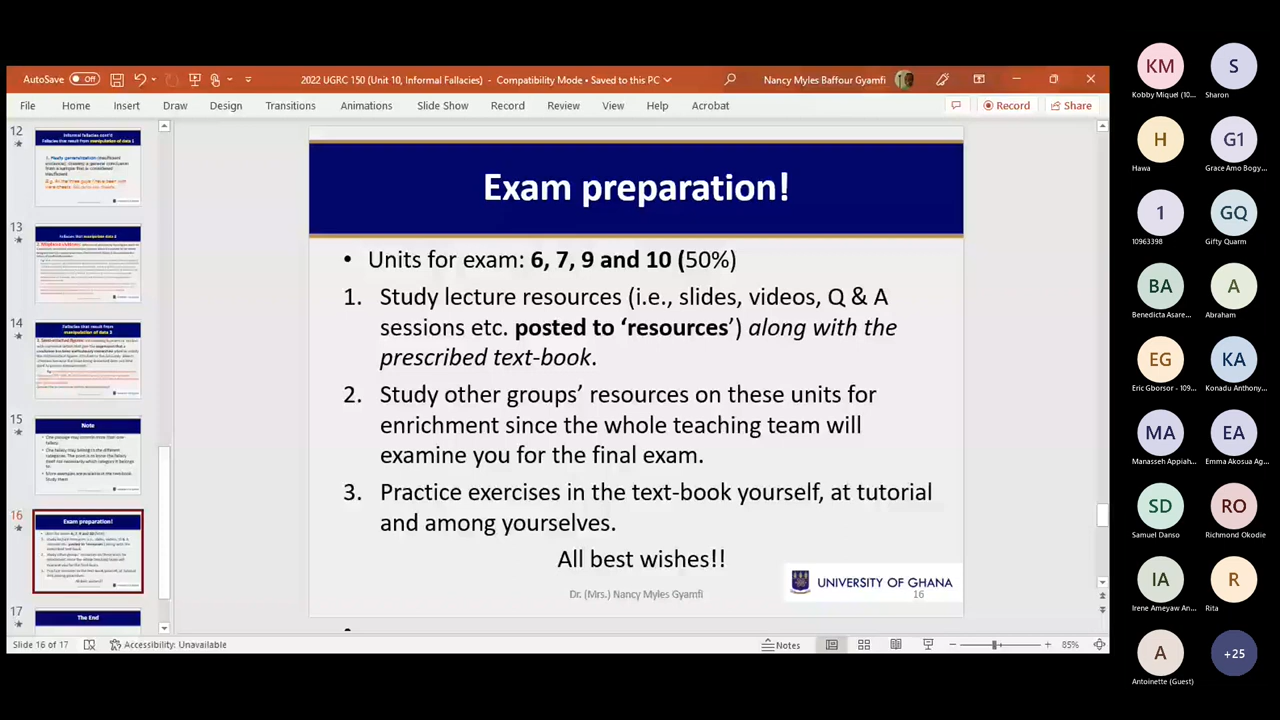 AutoSave Off
2022 UGRC 150 (Unit 10, Informal Fallacies) - Compatibility Mode • Saved to this PC
Nancy Myles Baffour Gyamfi
File Home Insert Draw Design Transitions Animations Slide Show Record Review View Help Acrobat
Record Share
12
13
14
15
Note
16
Exam preparation!
17
The End
Exam preparation!
• Units for exam: 6, 7, 9 and 10 (50%)
1. Study lecture resources (i.e., slides, videos, Q & A
sessions etc. posted to ‘resources’) along with the
prescribed text-book.
2. Study other groups’ resources on these units for
enrichment since the whole teaching team will
examine you for the final exam.
3. Practice exercises in the text-book yourself, at tutorial
and among yourselves.
All best wishes!!
UNIVERSITY OF GHANA
Dr. (Mrs.) Nancy Myles Gyamfi
16
Slide 16 of 17
Accessibility: Unavailable
Notes
85%
KM
Kobby Miquel (10...
S
Sharon
H
Hawa
G1
Grace Amo Bogy...
1
10963398
GQ
Gifty Quarm
BA
Benedicta Asare...
A
Abraham
EG
Eric Gborsor - 109...
KA
Konadu Anthony...
MA
Manasseh Appiah...
EA
Emma Akosua Ag...
SD
Samuel Danso
RO
Richmond Okodie
IA
Irene Ameyaw An...
R
Rita
A
Antoinette (Guest)
+25